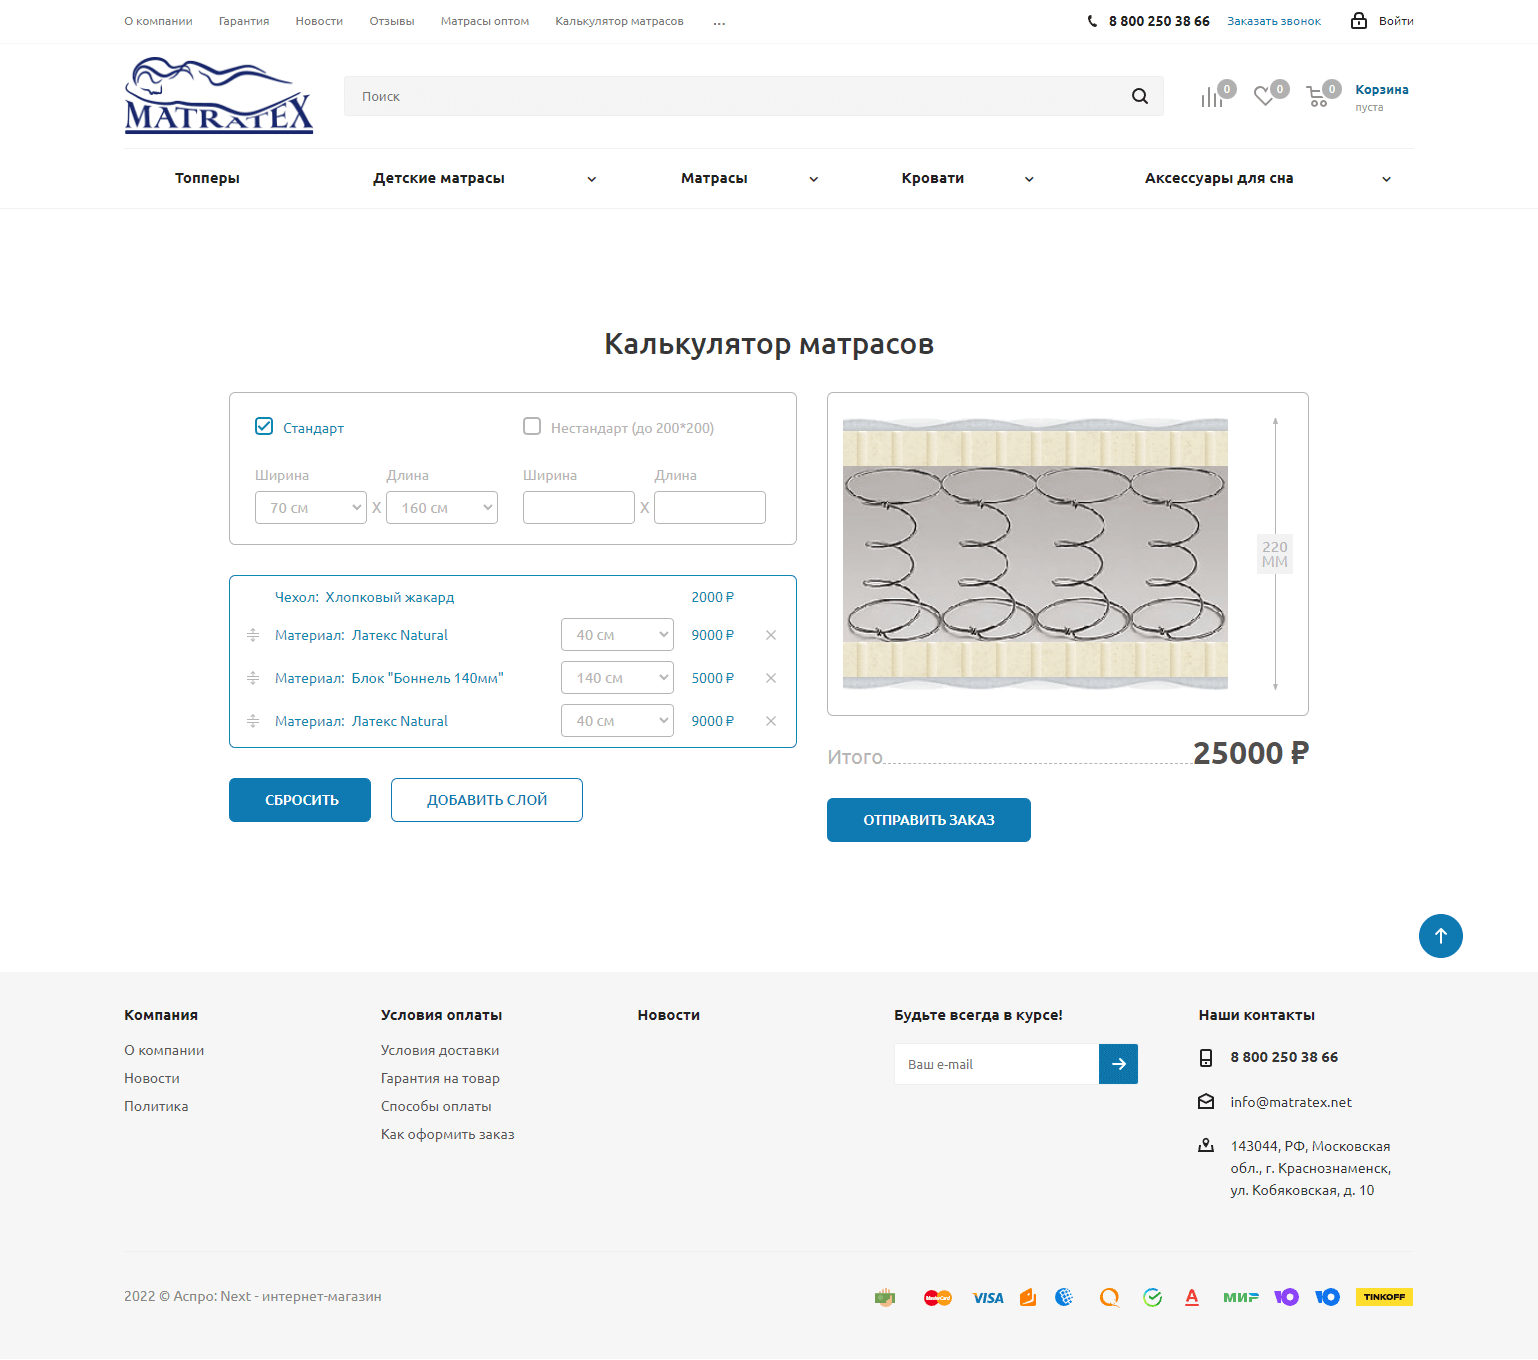 О компании Гарантия Новости Отзывы Матрасы оптом Калькулятор матрасов ... 8 800 250 38 66 Заказать звонок Войти
MATRATEX
Поиск
0 0 0 Корзина
пуста
Топперы Детские матрасы Матрасы Кровати Аксессуары для сна
Калькулятор матрасов
Стандарт Нестандарт (до 200*200)
Ширина Длина Ширина Длина
70 см X 160 см X
Чехол: Хлопковый жакард 2000 ₽
Материал: Латекс Natural 40 см 9000 ₽
Материал: Блок "Боннель 140мм" 140 см 5000 ₽
Материал: Латекс Natural 40 см 9000 ₽
СБРОСИТЬ ДОБАВИТЬ СЛОЙ
220
ММ
Итого 25000 ₽
ОТПРАВИТЬ ЗАКАЗ
Компания
О компании
Новости
Политика
Условия оплаты
Условия доставки
Гарантия на товар
Способы оплаты
Как оформить заказ
Новости
Будьте всегда в курсе!
Ваш e-mail
Наши контакты
8 800 250 38 66
info@matratex.net
143044, РФ, Московская
обл., г. Краснознаменск,
ул. Кобяковская, д. 10
2022 © Аспро: Next - интернет-магазин
MasterCard VISA МИР TINKOFF